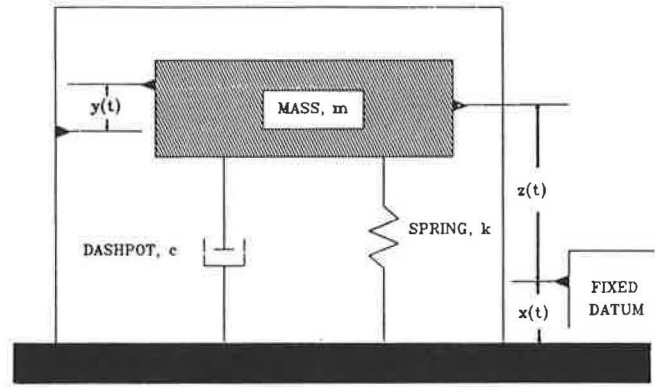 y(t)
MASS, m
z(t)
DASHPOT, c
SPRING, k
x(t)
FIXED
DATUM